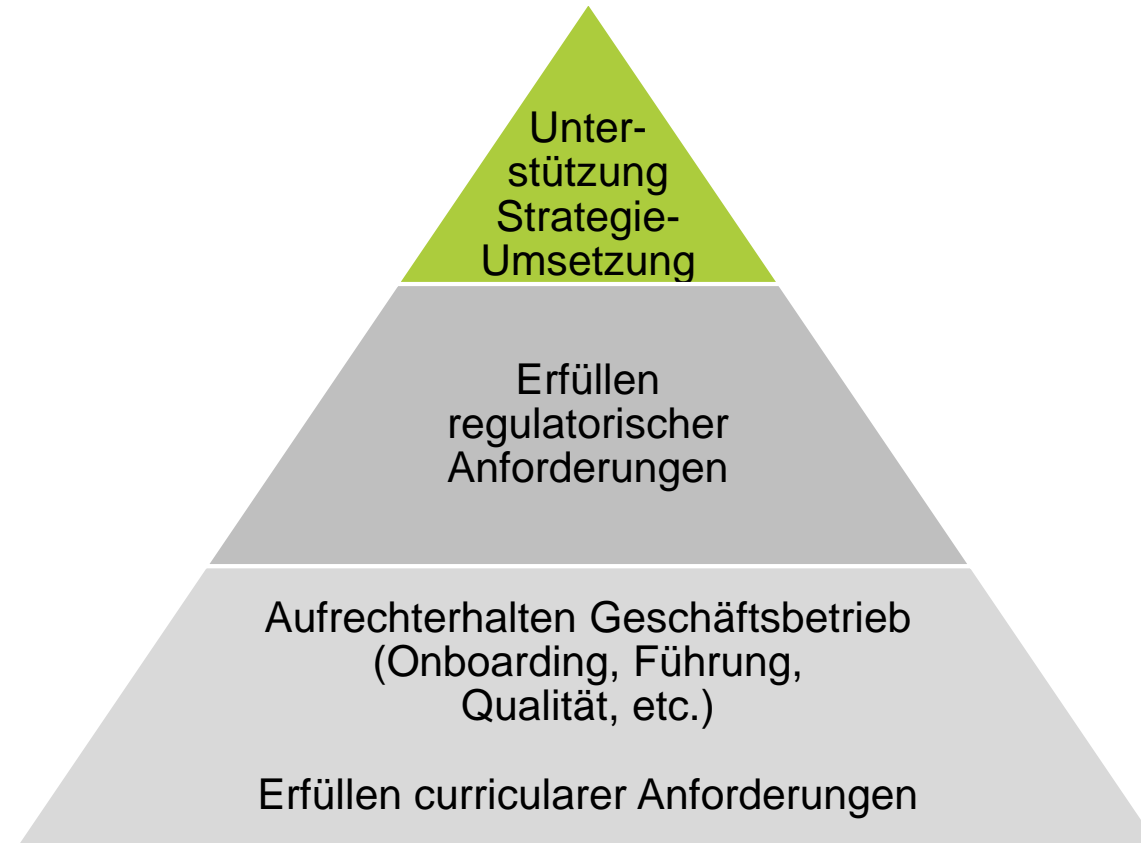 Unter-
stützung
Strategie-
Umsetzung
Erfüllen
regulatorischer
Anforderungen
Aufrechterhalten Geschäftsbetrieb
(Onboarding, Führung,
Qualität, etc.)
Erfüllen curricularer Anforderungen